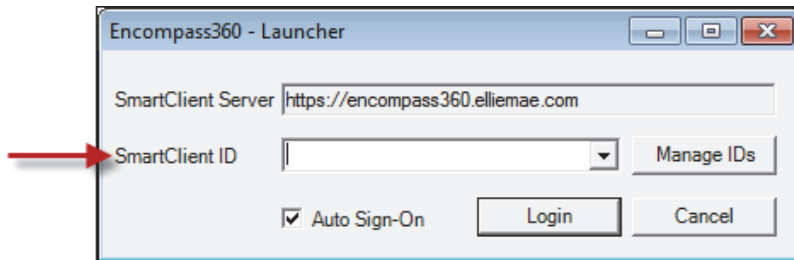 Encompass360 - Launcher
SmartClient Server https://encompass360.elliemae.com
SmartClient ID Manage IDs
Auto Sign-On Login Cancel